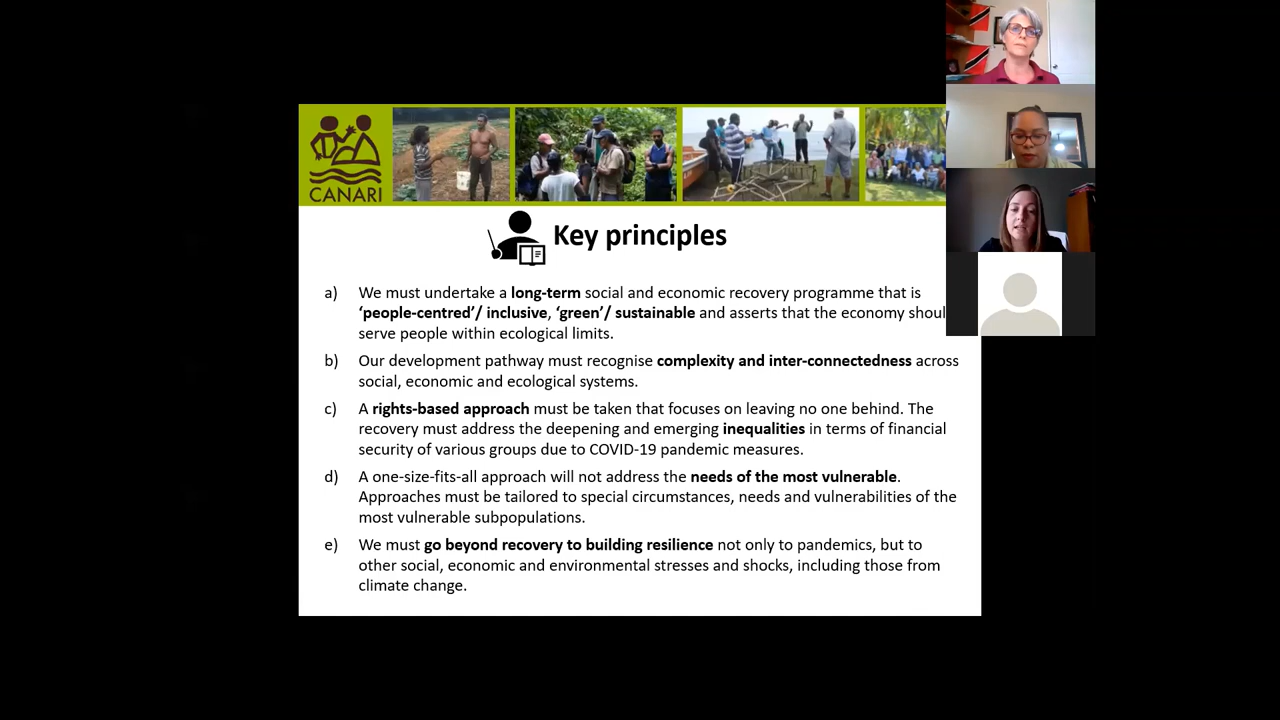 CANARI
Key principles
a) We must undertake a long-term social and economic recovery programme that is
‘people-centred’/ inclusive, ‘green’/ sustainable and asserts that the economy shoul
serve people within ecological limits.
b) Our development pathway must recognise complexity and inter-connectedness across
social, economic and ecological systems.
c) A rights-based approach must be taken that focuses on leaving no one behind. The
recovery must address the deepening and emerging inequalities in terms of financial
security of various groups due to COVID-19 pandemic measures.
d) A one-size-fits-all approach will not address the needs of the most vulnerable.
Approaches must be tailored to special circumstances, needs and vulnerabilities of the
most vulnerable subpopulations.
e) We must go beyond recovery to building resilience not only to pandemics, but to
other social, economic and environmental stresses and shocks, including those from
climate change.